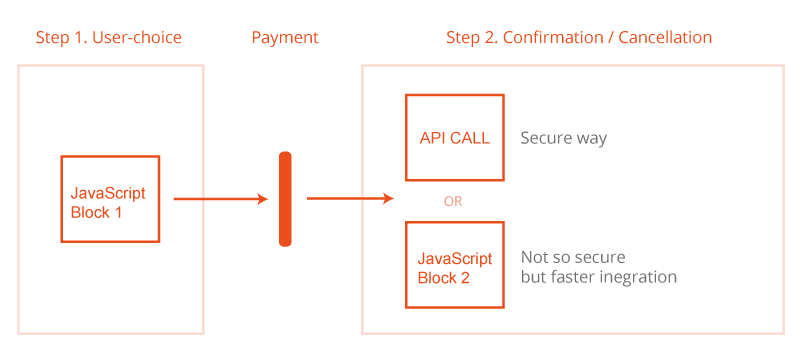 Step 1. User-choice
Payment
Step 2. Confirmation / Cancellation
JavaScript
Block 1
API CALL
Secure way
OR
JavaScript
Block 2
Not so secure
but faster inegration